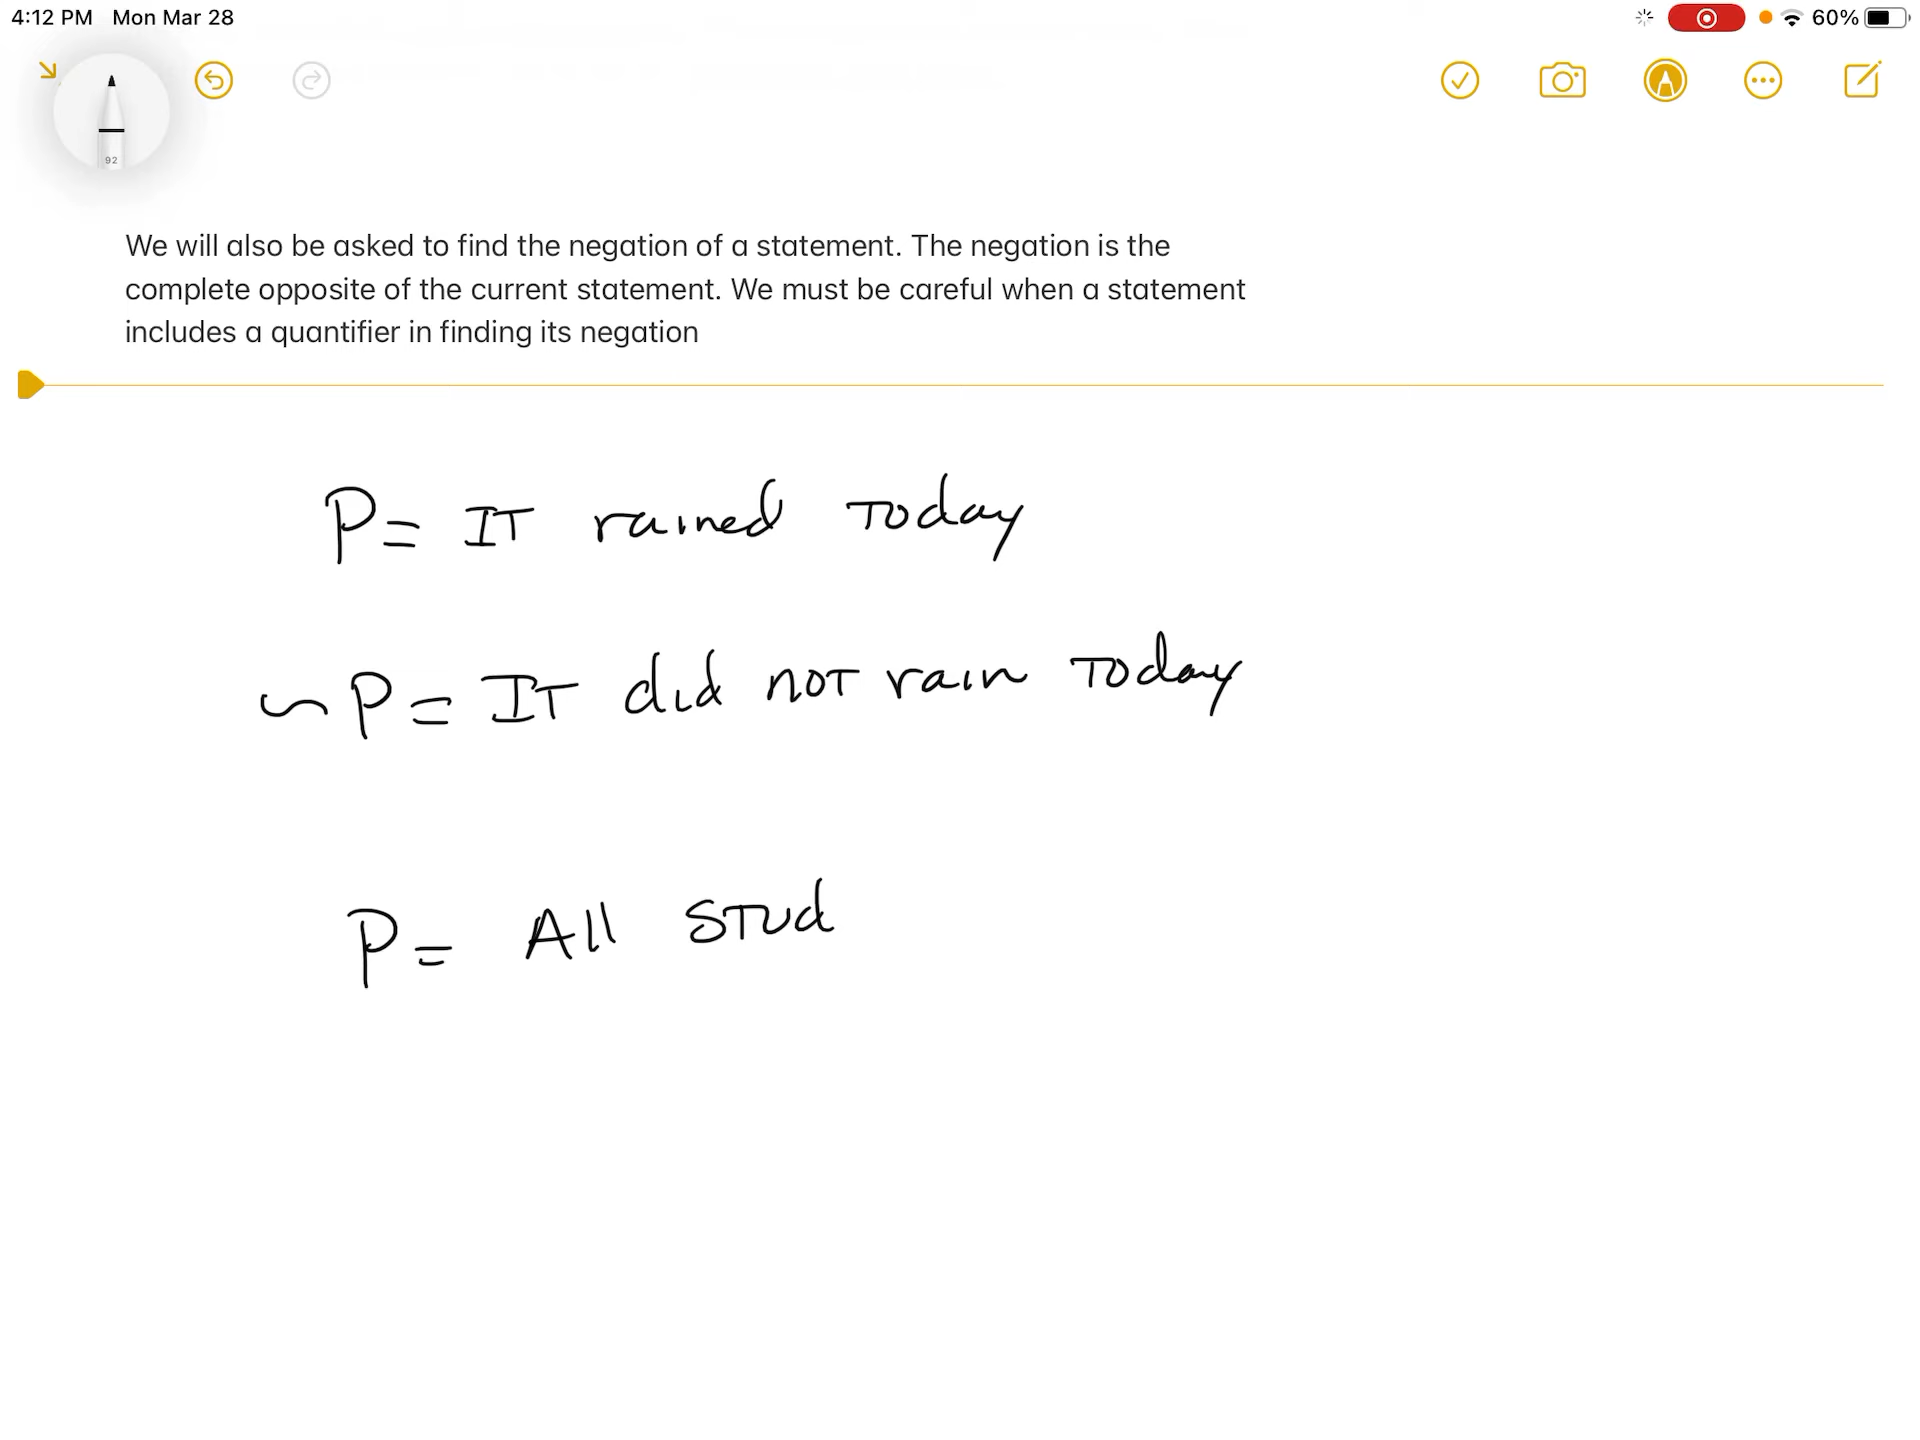 4:12 PM Mon Mar 28 60%
92
We will also be asked to find the negation of a statement. The negation is the
complete opposite of the current statement. We must be careful when a statement
includes a quantifier in finding its negation
P = IT rained Today
~ P = IT did not rain Today
P = All Stud